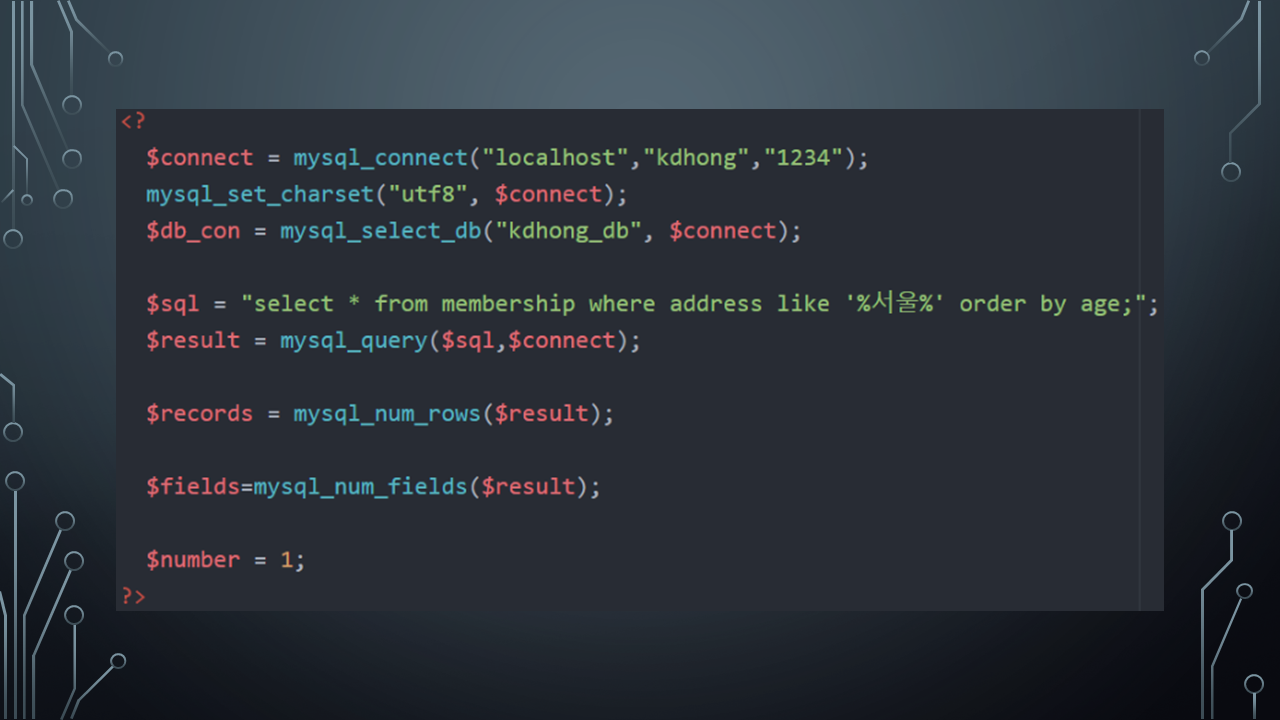 <?
$connect = mysql_connect("localhost","kdhong","1234");
mysql_set_charset("utf8", $connect);
$db_con = mysql_select_db("kdhong_db", $connect);
$sql = "select * from membership where address like '%서울%' order by age;";
$result = mysql_query($sql,$connect);
$records = mysql_num_rows($result);
$fields=mysql_num_fields($result);
$number = 1;
?>